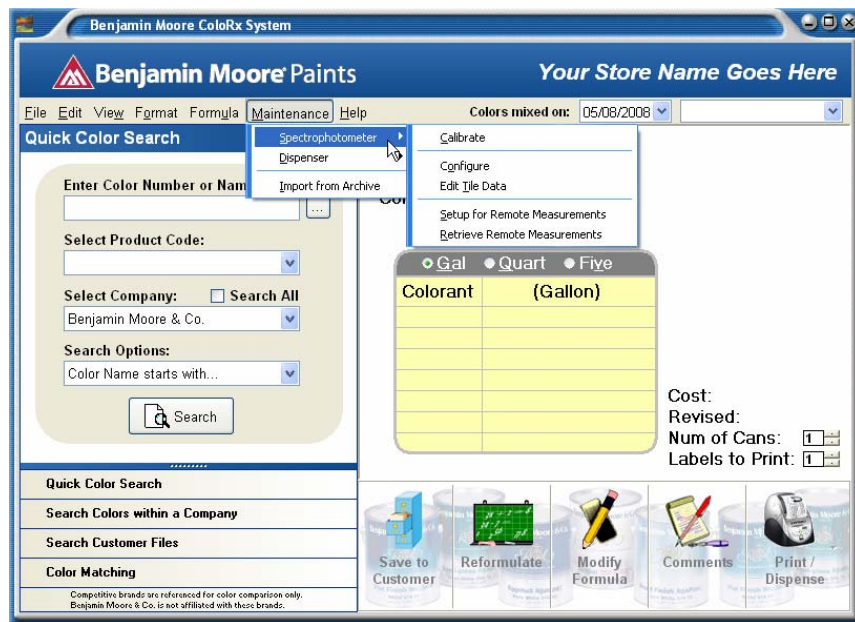 Benjamin Moore ColoRx System
Benjamin Moore® Paints
Your Store Name Goes Here
File Edit View Format Formula Maintenance Help
Colors mixed on: 05/08/2008
Quick Color Search
Spectrophotometer
Dispenser
Import from Archive
Calibrate
Configure
Edit Tile Data
Setup for Remote Measurements
Retrieve Remote Measurements
Enter Color Number or Nam
...
Select Product Code:
Select Company: Search All
Benjamin Moore & Co.
Search Options:
Color Name starts with...
Search
Gal Quart Five
Colorant (Gallon)
Cost:
Revised:
Num of Cans: 1
Labels to Print: 1
Quick Color Search
Search Colors within a Company
Search Customer Files
Color Matching
Competitive brands are referenced for color comparison only.
Benjamin Moore & Co. is not affiliated with these brands.
Save to
Customer
Reformulate
Modify
Formula
Comments
Print /
Dispense